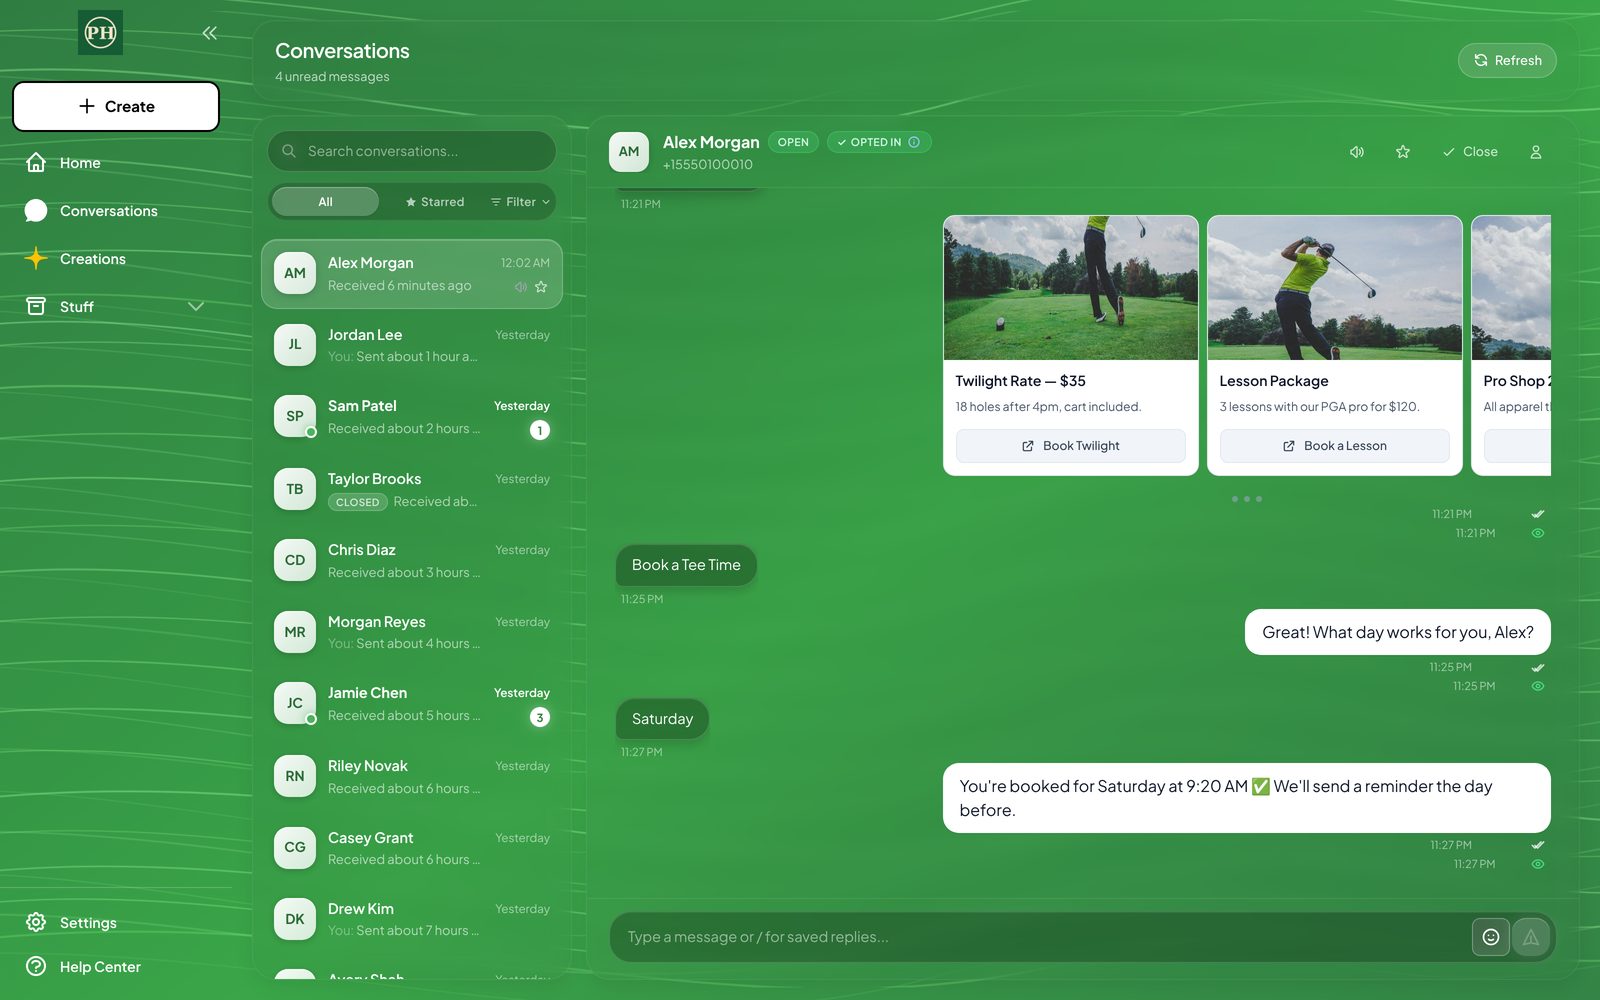 PH
Create
Home
Conversations
Creations
Stuff
Settings
Help Center
Conversations
4 unread messages
Refresh
Search conversations...
All
Starred
Filter
AM
Alex Morgan
12:02 AM
Received 6 minutes ago
JL
Jordan Lee
Yesterday
You: Sent about 1 hour a...
SP
Sam Patel
Yesterday
Received about 2 hours ...
1
TB
Taylor Brooks
Yesterday
CLOSED
Received ab...
CD
Chris Diaz
Yesterday
Received about 3 hours ...
MR
Morgan Reyes
Yesterday
You: Sent about 4 hours ...
JC
Jamie Chen
Yesterday
Received about 5 hours ...
3
RN
Riley Novak
Yesterday
Received about 6 hours ...
CG
Casey Grant
Yesterday
Received about 6 hours ...
DK
Drew Kim
Yesterday
You: Sent about 7 hours ...
AM
Alex Morgan
OPEN
OPTED IN
+15550100010
Close
11:21 PM
Twilight Rate — $35
18 holes after 4pm, cart included.
Book Twilight
Lesson Package
3 lessons with our PGA pro for $120.
Book a Lesson
Pro Shop
All apparel
11:21 PM
11:21 PM
Book a Tee Time
11:25 PM
Great! What day works for you, Alex?
11:25 PM
11:25 PM
Saturday
11:27 PM
You're booked for Saturday at 9:20 AM ✅ We'll send a reminder the day
before.
11:27 PM
11:27 PM
Type a message or / for saved replies...